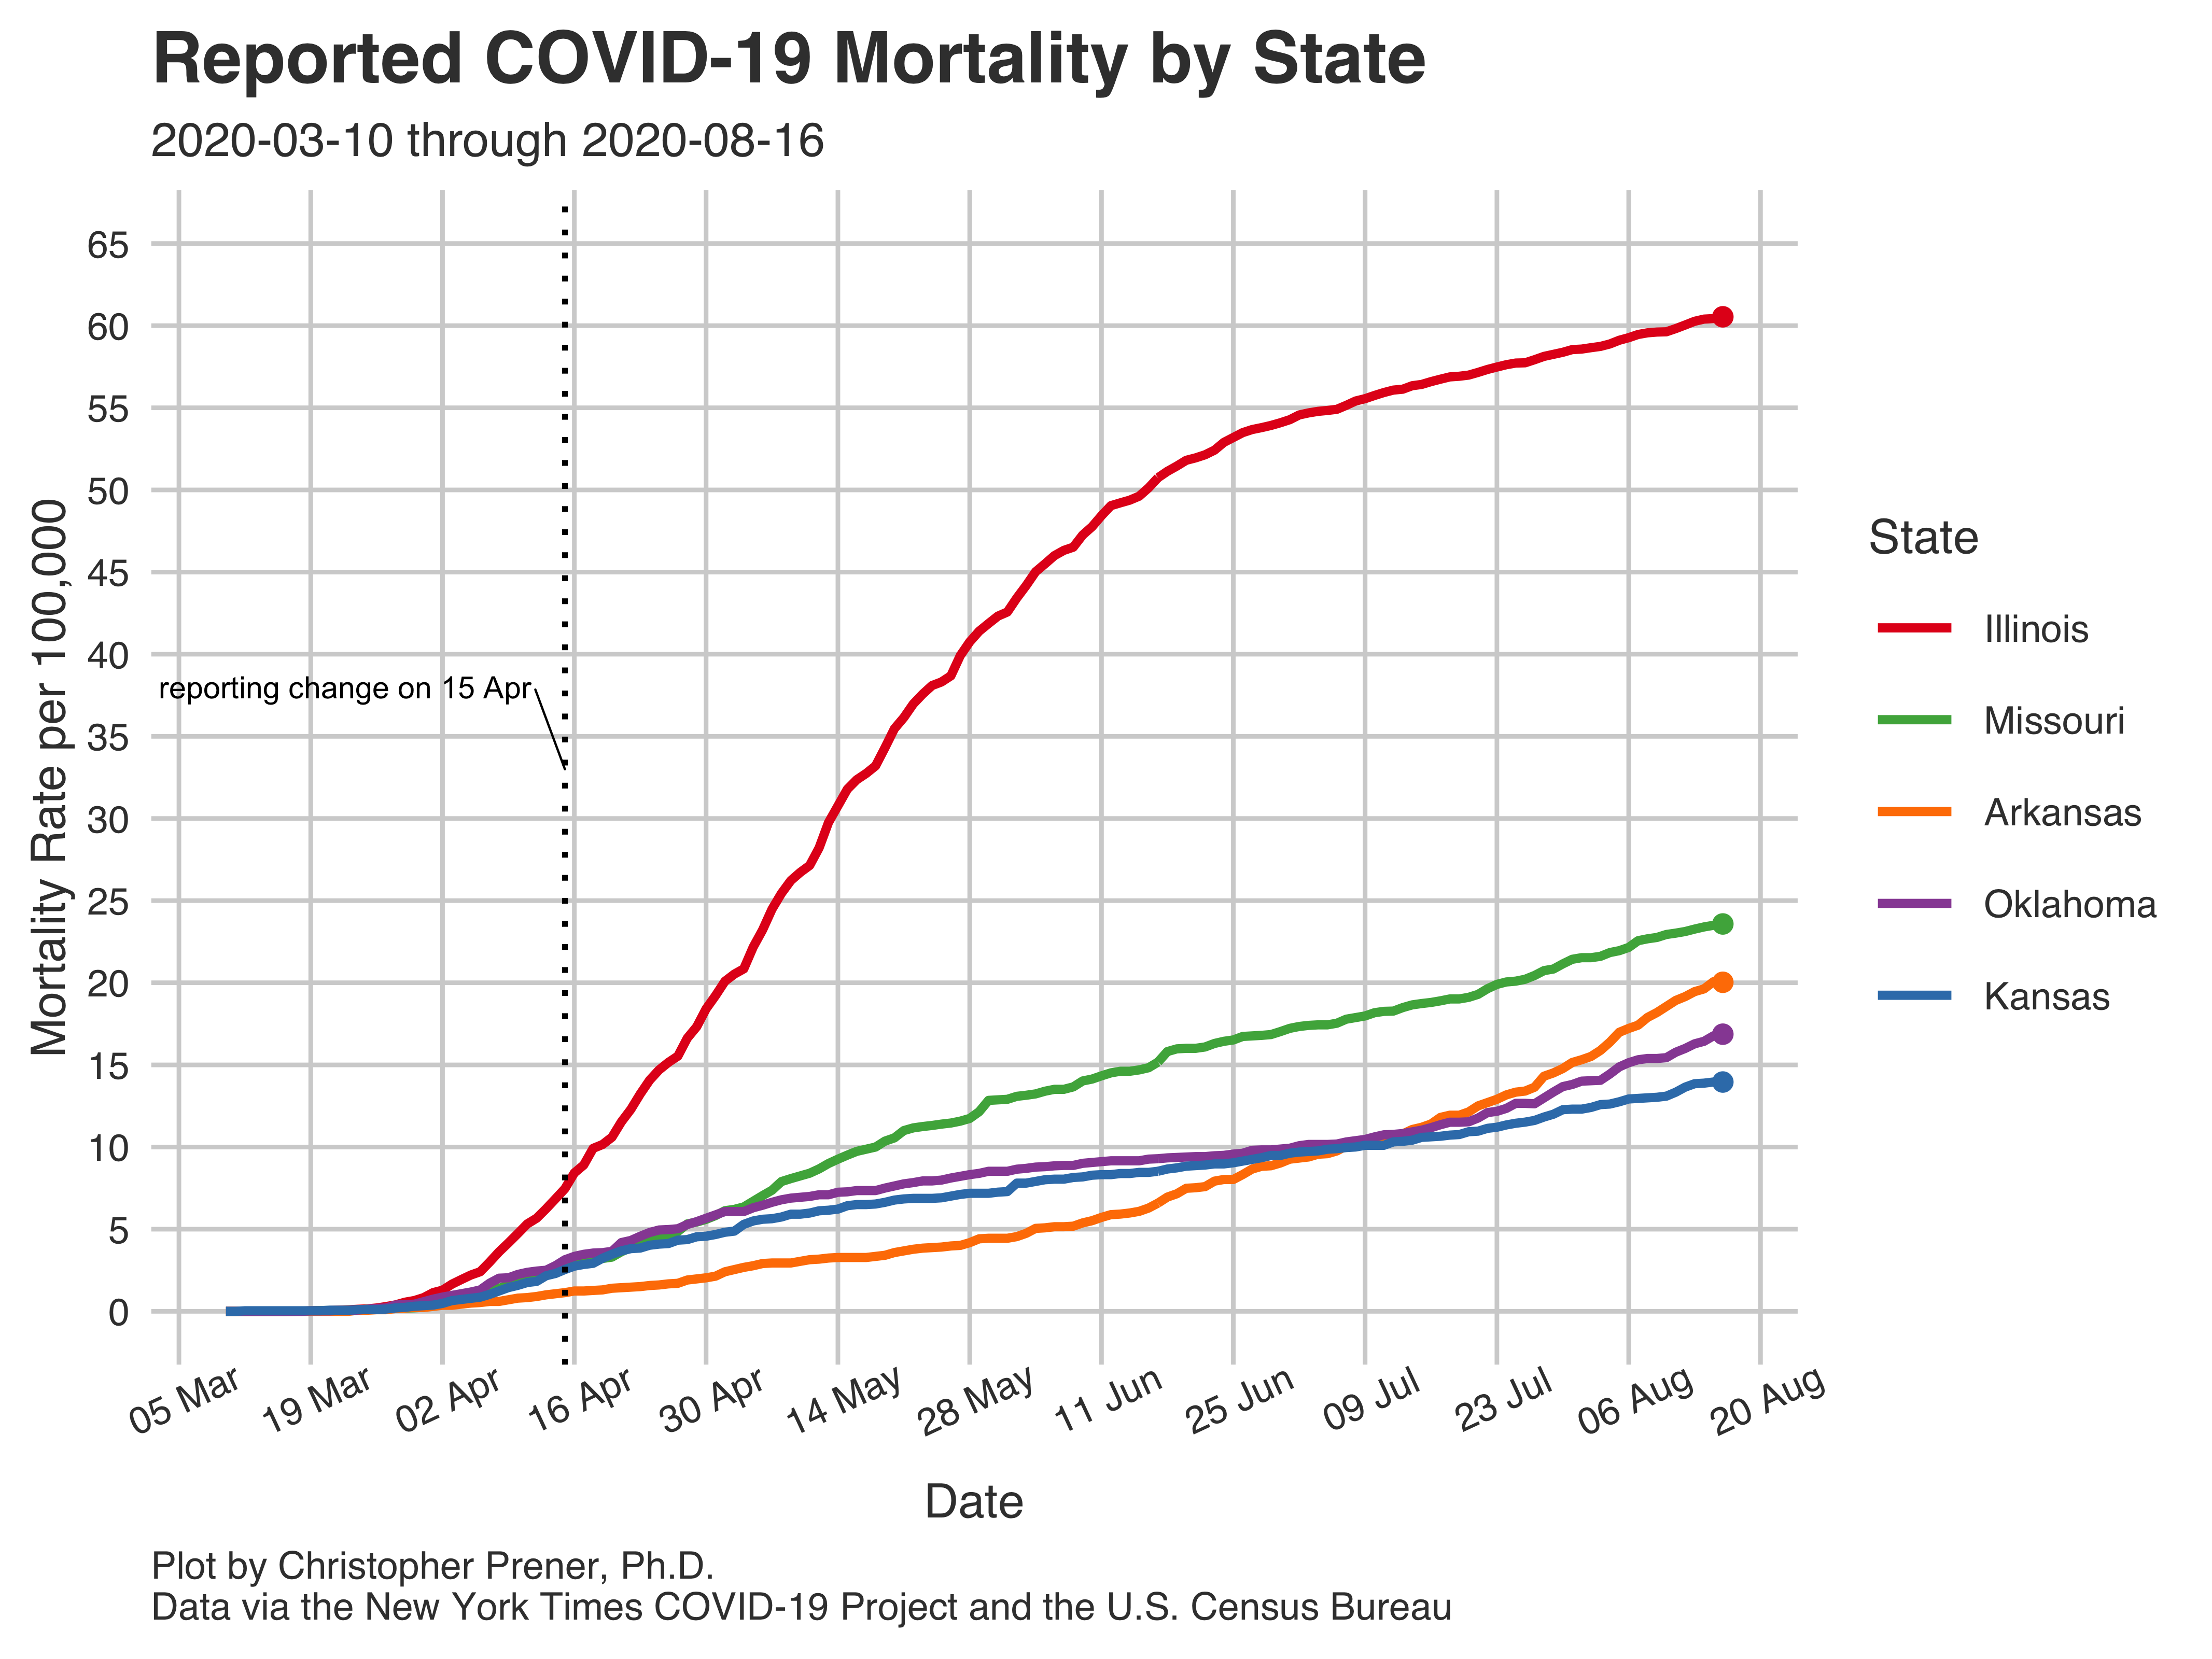 Reported COVID-19 Mortality by State
2020-03-10 through 2020-08-16
Mortality Rate per 100,000
65
60
55
50
45
40
35
30
25
20
15
10
5
0
reporting change on 15 Apr
05 Mar
19 Mar
02 Apr
16 Apr
30 Apr
14 May
28 May
11 Jun
25 Jun
09 Jul
23 Jul
06 Aug
20 Aug
Date
State
Illinois
Missouri
Arkansas
Oklahoma
Kansas
Plot by Christopher Prener, Ph.D.
Data via the New York Times COVID-19 Project and the U.S. Census Bureau